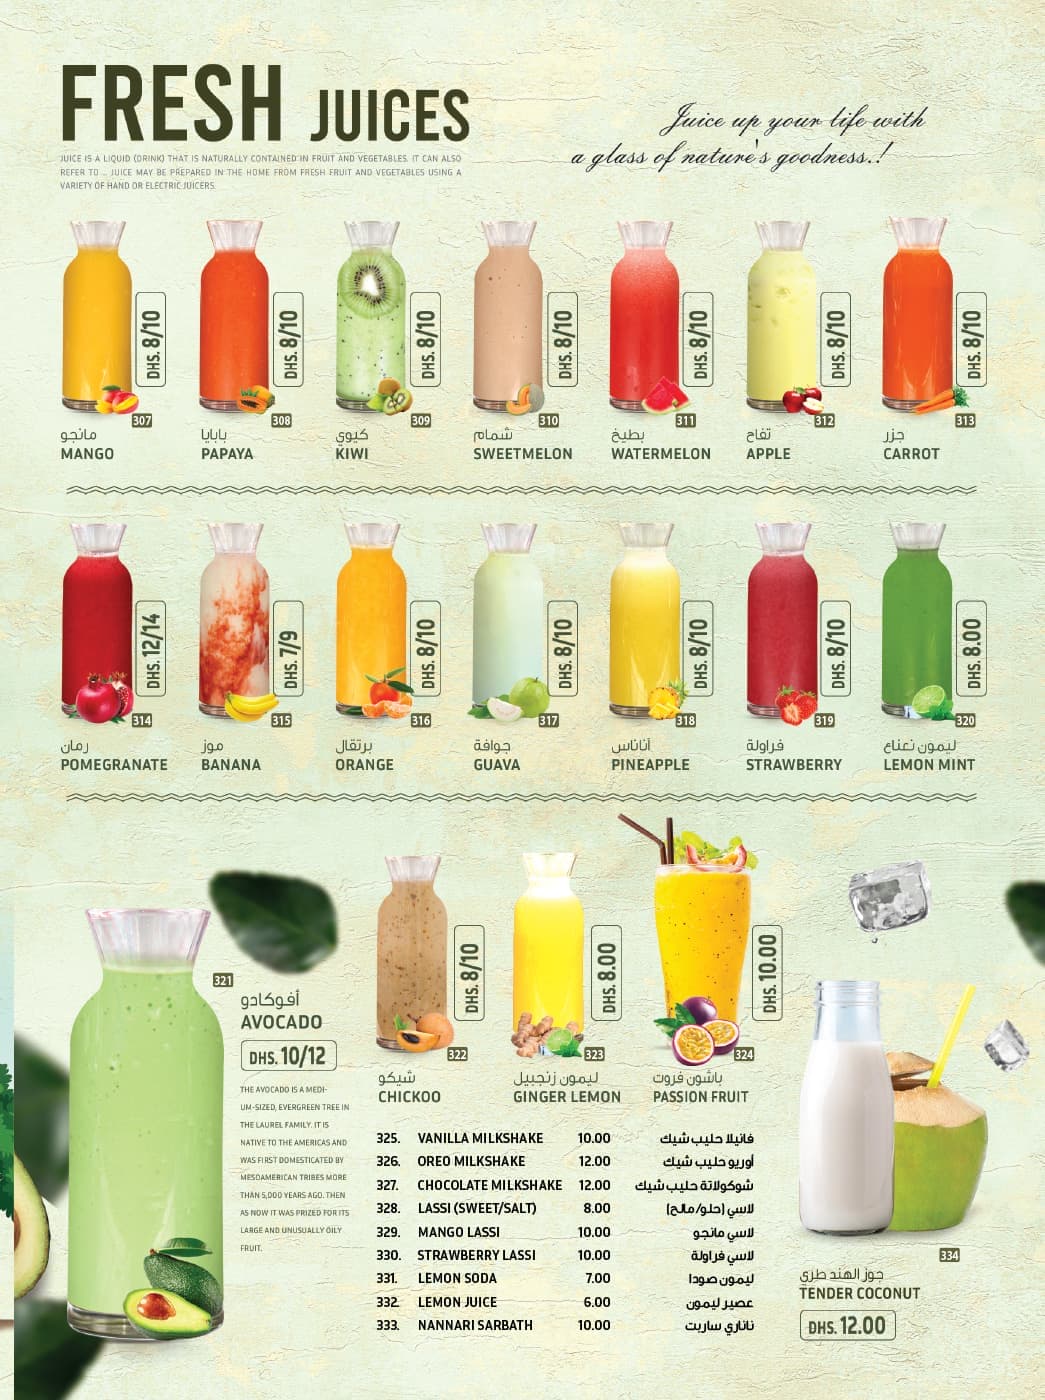 FRESH JUICES
JUICE IS A LIQUID (DRINK) THAT IS NATURALLY CONTAINED IN FRUIT AND VEGETABLES. IT CAN ALSO
REFER TO ... JUICE MAY BE PREPARED IN THE HOME FROM FRESH FRUIT AND VEGETABLES USING A
VARIETY OF HAND OR ELECTRIC JUICERS.
Juice up your life with
a glass of nature's goodness.!
DHS. 8/10
307
مانجو
MANGO
DHS. 8/10
308
بابايا
PAPAYA
DHS. 8/10
309
كيوي
KIWI
DHS. 8/10
310
شمام
SWEETMELON
DHS. 8/10
311
بطيخ
WATERMELON
DHS. 8/10
312
تفاح
APPLE
DHS. 8/10
313
جزر
CARROT
DHS. 12/14
314
رمان
POMEGRANATE
DHS. 7/9
315
موز
BANANA
DHS. 8/10
316
برتقال
ORANGE
DHS. 8/10
317
جوافة
GUAVA
DHS. 8/10
318
أناناس
PINEAPPLE
DHS. 8/10
319
فراولة
STRAWBERRY
DHS. 8.00
320
ليمون نعناع
LEMON MINT
321
أفوكادو
AVOCADO
DHS. 10/12
THE AVOCADO IS A MEDI-
UM-SIZED, EVERGREEN TREE IN
THE LAUREL FAMILY. IT IS
NATIVE TO THE AMERICAS AND
WAS FIRST DOMESTICATED BY
MESOAMERICAN TRIBES MORE
THAN 5,000 YEARS AGO. THEN
AS NOW IT WAS PRIZED FOR ITS
LARGE AND UNUSUALLY OILY
FRUIT.
DHS. 8/10
322
شيكو
CHICKOO
DHS. 8.00
323
ليمون زنجبيل
GINGER LEMON
DHS. 10.00
324
باشون فروت
PASSION FRUIT
325. VANILLA MILKSHAKE 10.00 فانيلا حليب شيك
326. OREO MILKSHAKE 12.00 أوريو حليب شيك
327. CHOCOLATE MILKSHAKE 12.00 شوكولاتة حليب شيك
328. LASSI (SWEET/SALT) 8.00 لاسي (حلو/مالح)
329. MANGO LASSI 10.00 لاسي مانجو
330. STRAWBERRY LASSI 10.00 لاسي فراولة
331. LEMON SODA 7.00 ليمون صودا
332. LEMON JUICE 6.00 عصير ليمون
333. NANNARI SARBATH 10.00 ناناري ساربت
334
جوز الهند طري
TENDER COCONUT
DHS. 12.00